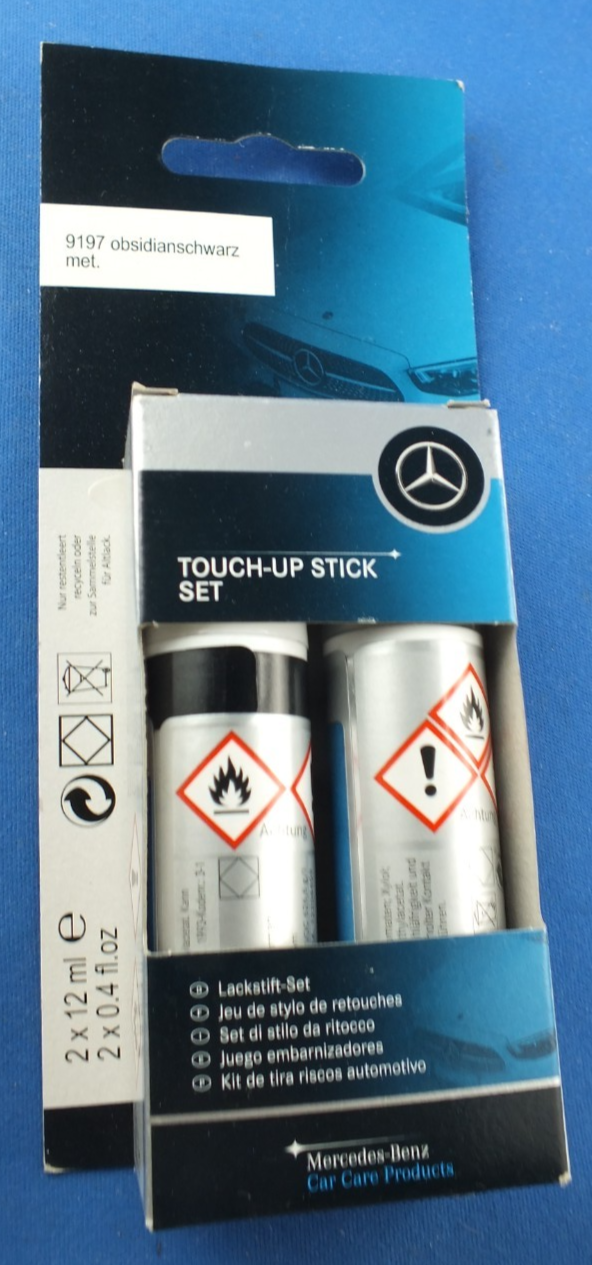 9197 obsidianschwarz
met.
TOUCH-UP STICK
SET
Nur restentleert
recyceln oder
zur Sammelstelle
für Altlack.
2 x 12 ml e
2 x 0.4 fl.oz
Achtung
Achtung
Lackstift-Set
Jeu de stylo de retouches
Set di stilo da ritocco
Juego embarnizadores
Kit de tira riscos automotivo
Mercedes-Benz
Car Care Products